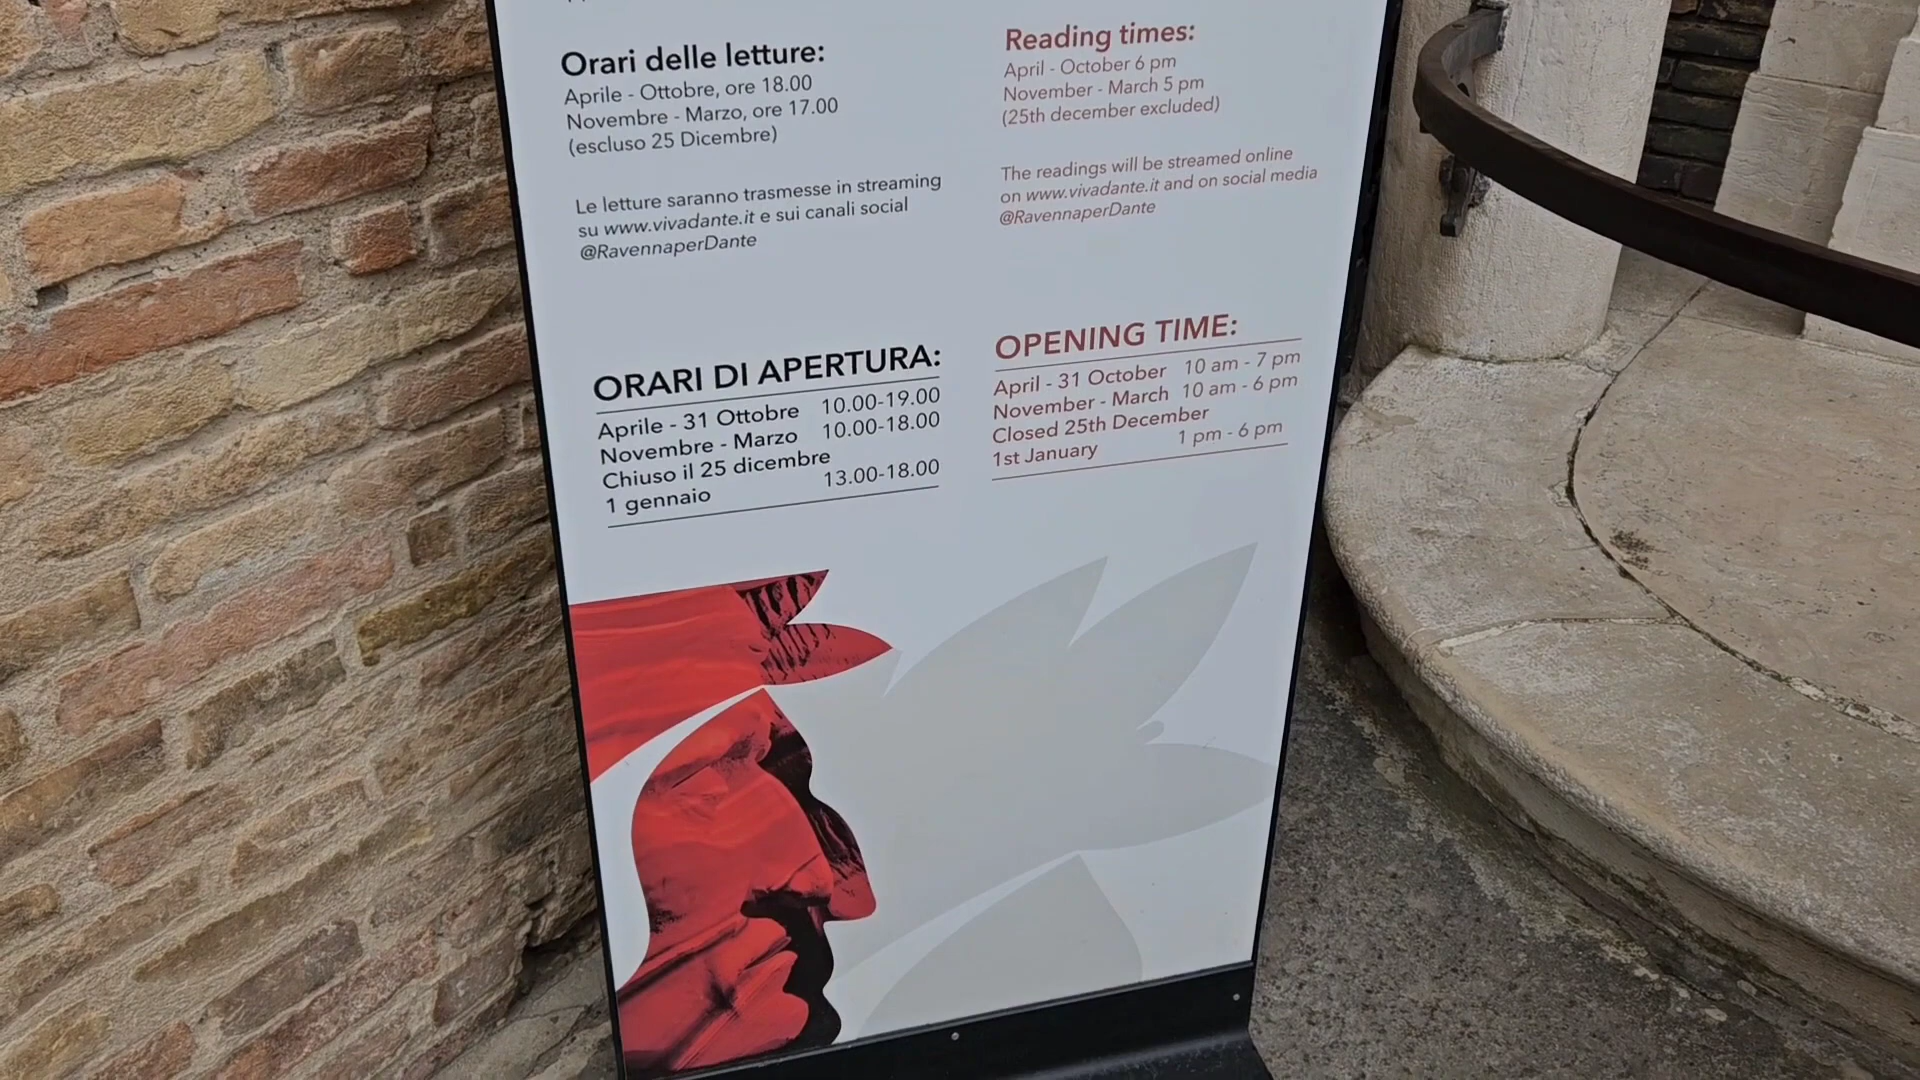 Orari delle letture:
Aprile - Ottobre, ore 18.00
Novembre - Marzo, ore 17.00
(escluso 25 Dicembre)
Le letture saranno trasmesse in streaming
su www.vivadante.it e sui canali social
@RavennaperDante
ORARI DI APERTURA:
Aprile - 31 Ottobre 10.00-19.00
Novembre - Marzo 10.00-18.00
Chiuso il 25 dicembre
1 gennaio 13.00-18.00
Reading times:
April - October 6 pm
November - March 5 pm
(25th december excluded)
The readings will be streamed online
on www.vivadante.it and on social media
@RavennaperDante
OPENING TIME:
April - 31 October 10 am - 7 pm
November - March 10 am - 6 pm
Closed 25th December
1st January 1 pm - 6 pm